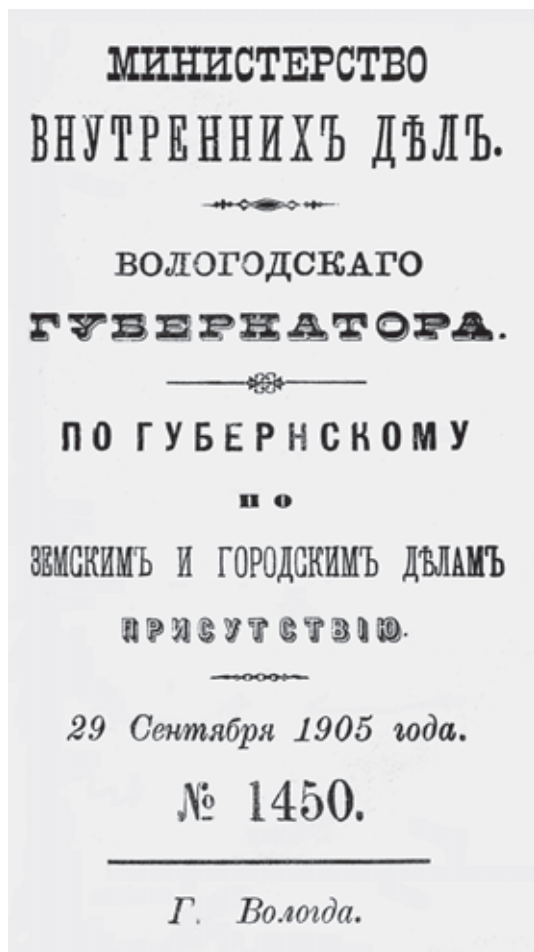 МИНИСТЕРСТВО
ВНУТРЕННИХЪ ДѢЛЪ.
ВОЛОГОДСКАГО
ГУБЕРНАТОРА.
ПО ГУБЕРНСКОМУ
ПО
ЗЕМСКИМЪ И ГОРОДСКИМЪ ДѢЛАМЪ
ПРИСУТСТВІЮ.
29 Сентября 1905 года.
№ 1450.
Г. Вологда.